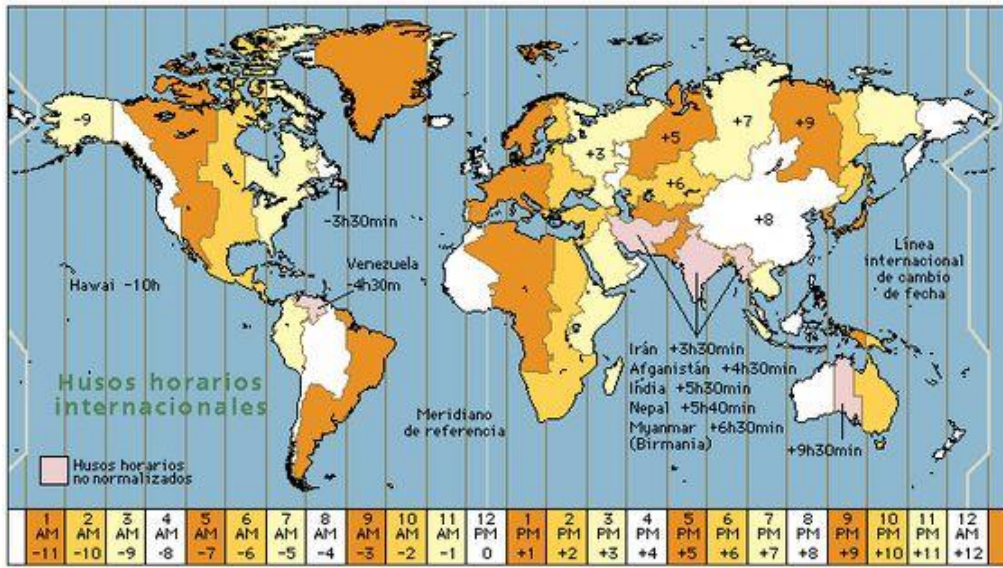 -9
-3h30min
Venezuela
-4h30m
Hawai -10h
+3
+5
+6
+7
+9
+8
Línea
internacional
de cambio
de fecha
Irán +3h30min
Afganistán +4h30min
Índia +5h30min
Nepal +5h40min
Myanmar +6h30min
(Birmania)
+9h30min
Husos horarios
internacionales
Meridiano
de referencia
Husos horarios
no normalizados
1 2 3 4 5 6 7 8 9 10 11 12 1 2 3 4 5 6 7 8 9 10 11 12
AM AM AM AM AM AM AM AM AM AM AM PM PM PM PM PM PM PM PM PM PM PM PM AM
-11 -10 -9 -8 -7 -6 -5 -4 -3 -2 -1 0 +1 +2 +3 +4 +5 +6 +7 +8 +9 +10 +11 +12